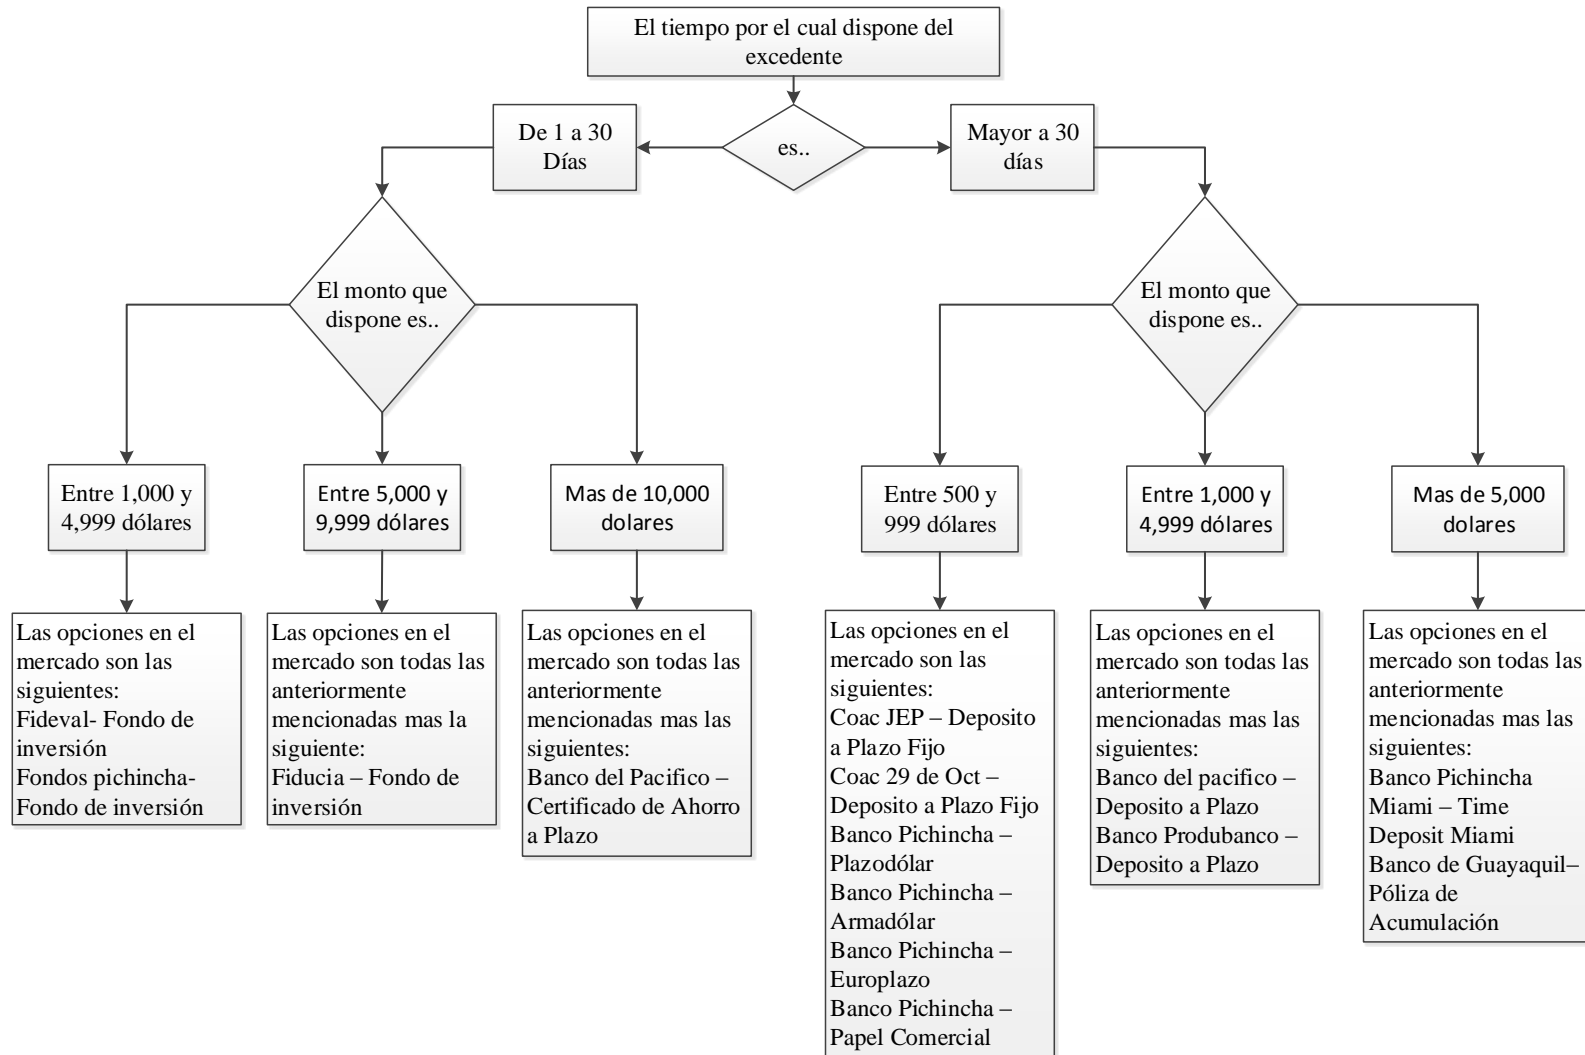 El tiempo por el cual dispone del
excedente
De 1 a 30
Días
es..
Mayor a 30
días
El monto que
dispone es..
El monto que
dispone es..
Entre 1,000 y
4,999 dólares
Entre 5,000 y
9,999 dólares
Mas de 10,000
dolares
Entre 500 y
999 dólares
Entre 1,000 y
4,999 dólares
Mas de 5,000
dolares
Las opciones en el
mercado son las
siguientes:
Fideval- Fondo de
inversión
Fondos pichincha-
Fondo de inversión
Las opciones en el
mercado son todas las
anteriormente
mencionadas mas la
siguiente:
Fiducia – Fondo de
inversión
Las opciones en el
mercado son todas las
anteriormente
mencionadas mas las
siguientes:
Banco del Pacifico –
Certificado de Ahorro
a Plazo
Las opciones en el
mercado son las
siguientes:
Coac JEP – Deposito
a Plazo Fijo
Coac 29 de Oct –
Deposito a Plazo Fijo
Banco Pichincha –
Plazodólar
Banco Pichincha –
Armadólar
Banco Pichincha –
Europlazo
Banco Pichincha –
Papel Comercial
Las opciones en el
mercado son todas las
anteriormente
mencionadas mas las
siguientes:
Banco del pacifico –
Deposito a Plazo
Banco Produbanco –
Deposito a Plazo
Las opciones en el
mercado son todas las
anteriormente
mencionadas mas las
siguientes:
Banco Pichincha
Miami – Time
Deposit Miami
Banco de Guayaquil–
Póliza de
Acumulación